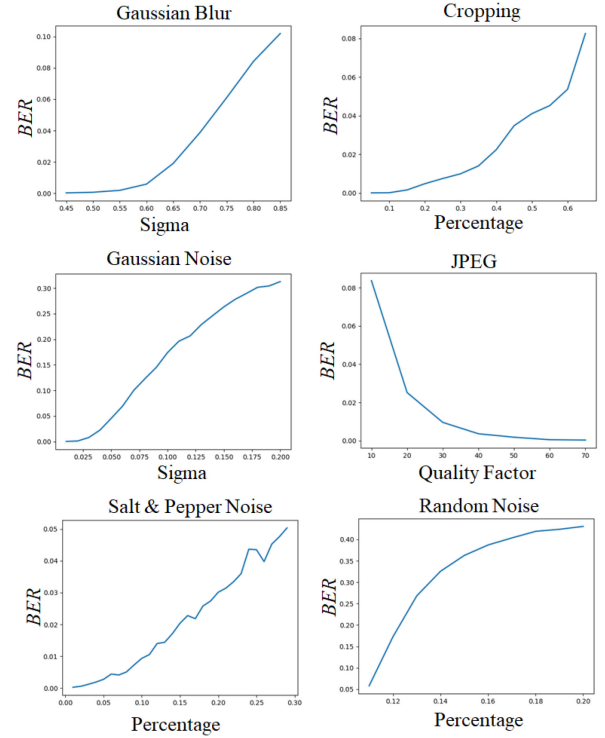 Gaussian Blur
0.10
0.08
0.06
0.04
0.02
0.00
BER
0.45 0.50 0.55 0.60 0.65 0.70 0.75 0.80 0.85
Sigma
Cropping
0.08
0.06
0.04
0.02
0.00
BER
0.1 0.2 0.3 0.4 0.5 0.6
Percentage
Gaussian Noise
0.30
0.25
0.20
0.15
0.10
0.05
0.00
BER
0.025 0.050 0.075 0.100 0.125 0.150 0.175 0.200
Sigma
JPEG
0.08
0.06
0.04
0.02
0.00
BER
10 20 30 40 50 60 70
Quality Factor
Salt & Pepper Noise
0.05
0.04
0.03
0.02
0.01
0.00
BER
0.00 0.05 0.10 0.15 0.20 0.25 0.30
Percentage
Random Noise
0.40
0.35
0.30
0.25
0.20
0.15
0.10
0.05
BER
0.12 0.14 0.16 0.18 0.20
Percentage